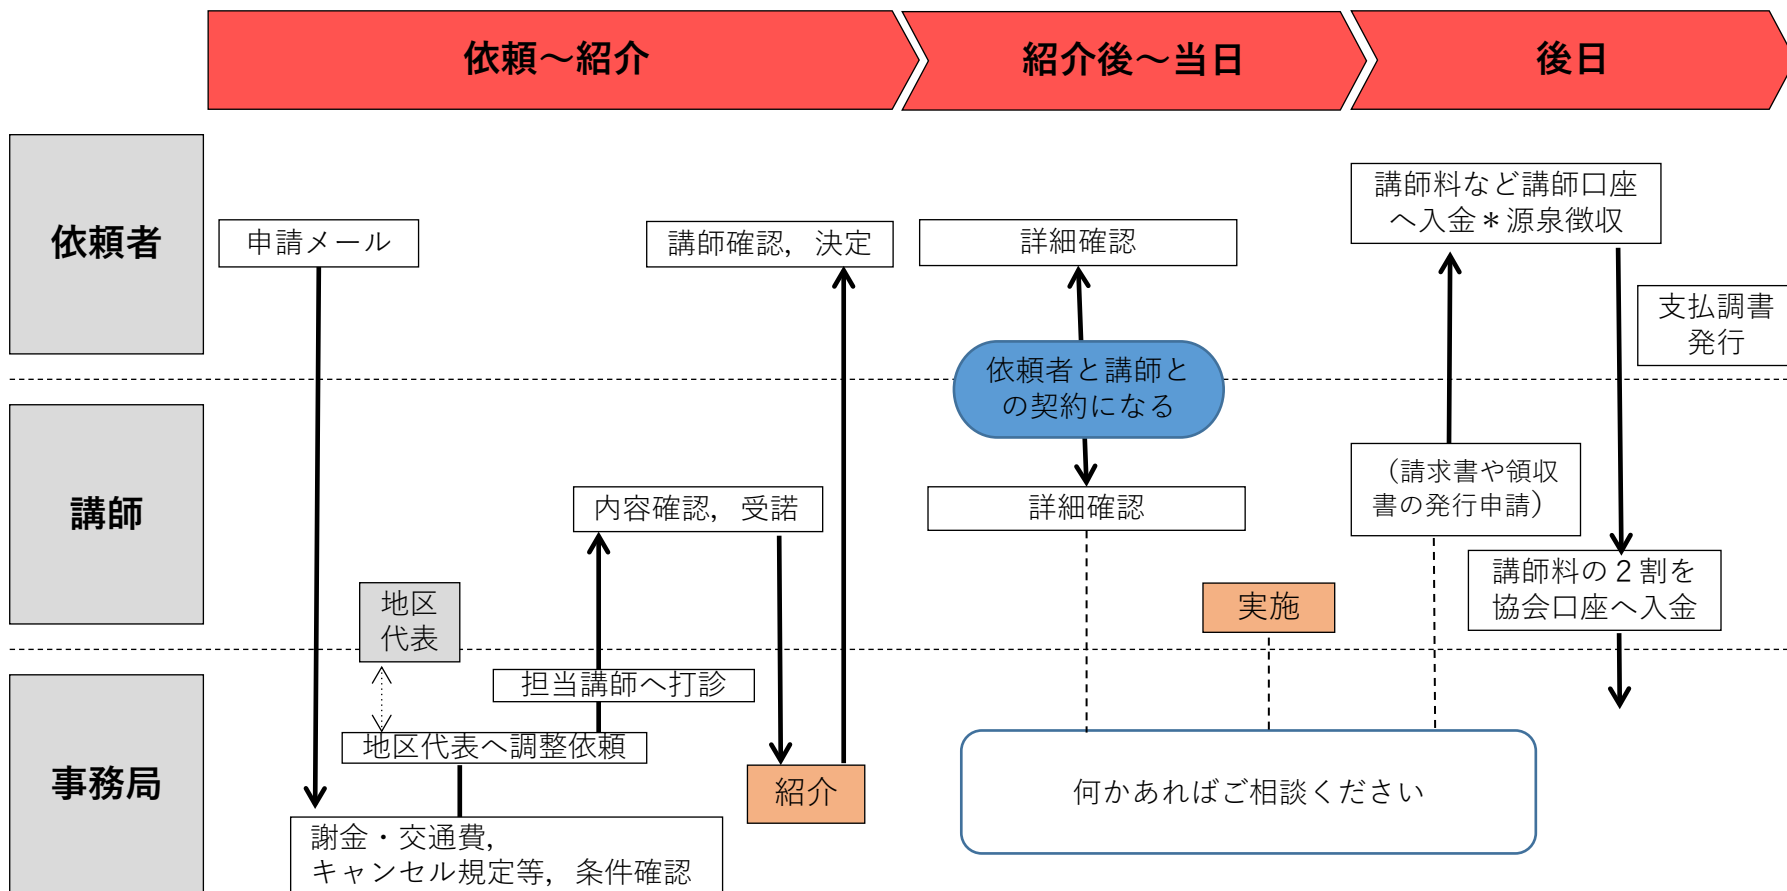 依頼～紹介
紹介後～当日
後日
依頼者
申請メール
講師確認，決定
詳細確認
講師料など講師口座
へ入金＊源泉徴収
支払調書
発行
依頼者と講師と
の契約になる
講師
内容確認，受諾
詳細確認
（請求書や領収
書の発行申請）
地区
代表
実施
講師料の２割を
協会口座へ入金
事務局
担当講師へ打診
地区代表へ調整依頼
紹介
何かあればご相談ください
謝金・交通費，
キャンセル規定等，条件確認